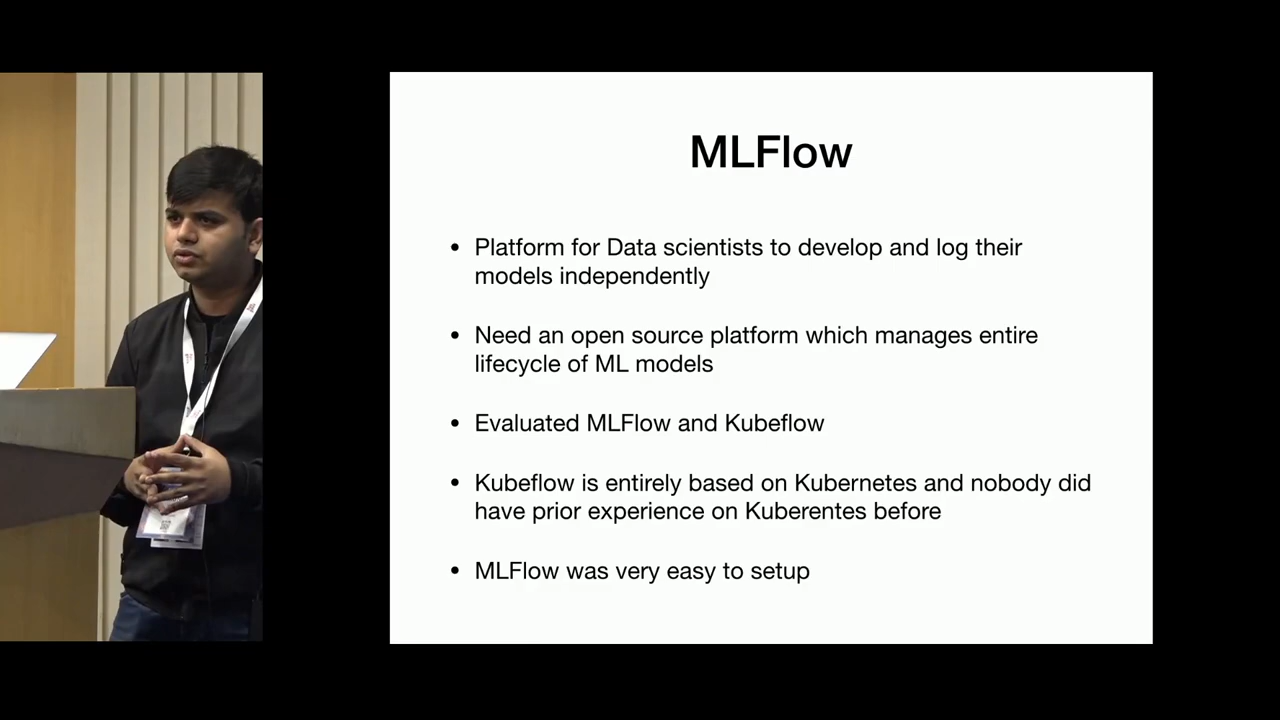 MLFlow
• Platform for Data scientists to develop and log their
models independently
• Need an open source platform which manages entire
lifecycle of ML models
• Evaluated MLFlow and Kubeflow
• Kubeflow is entirely based on Kubernetes and nobody did
have prior experience on Kuberentes before
• MLFlow was very easy to setup